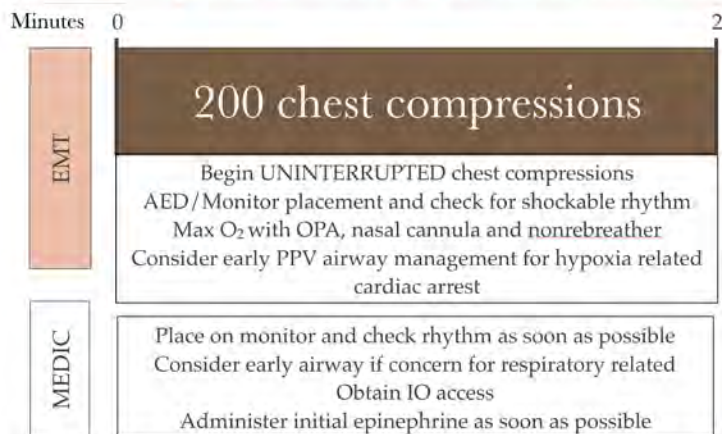 Minutes 0 2
200 chest compressions
EMT
Begin UNINTERRUPTED chest compressions
AED/Monitor placement and check for shockable rhythm
Max O₂ with OPA, nasal cannula and nonrebreather
Consider early PPV airway management for hypoxia related
cardiac arrest
MEDIC
Place on monitor and check rhythm as soon as possible
Consider early airway if concern for respiratory related
Obtain IO access
Administer initial epinephrine as soon as possible